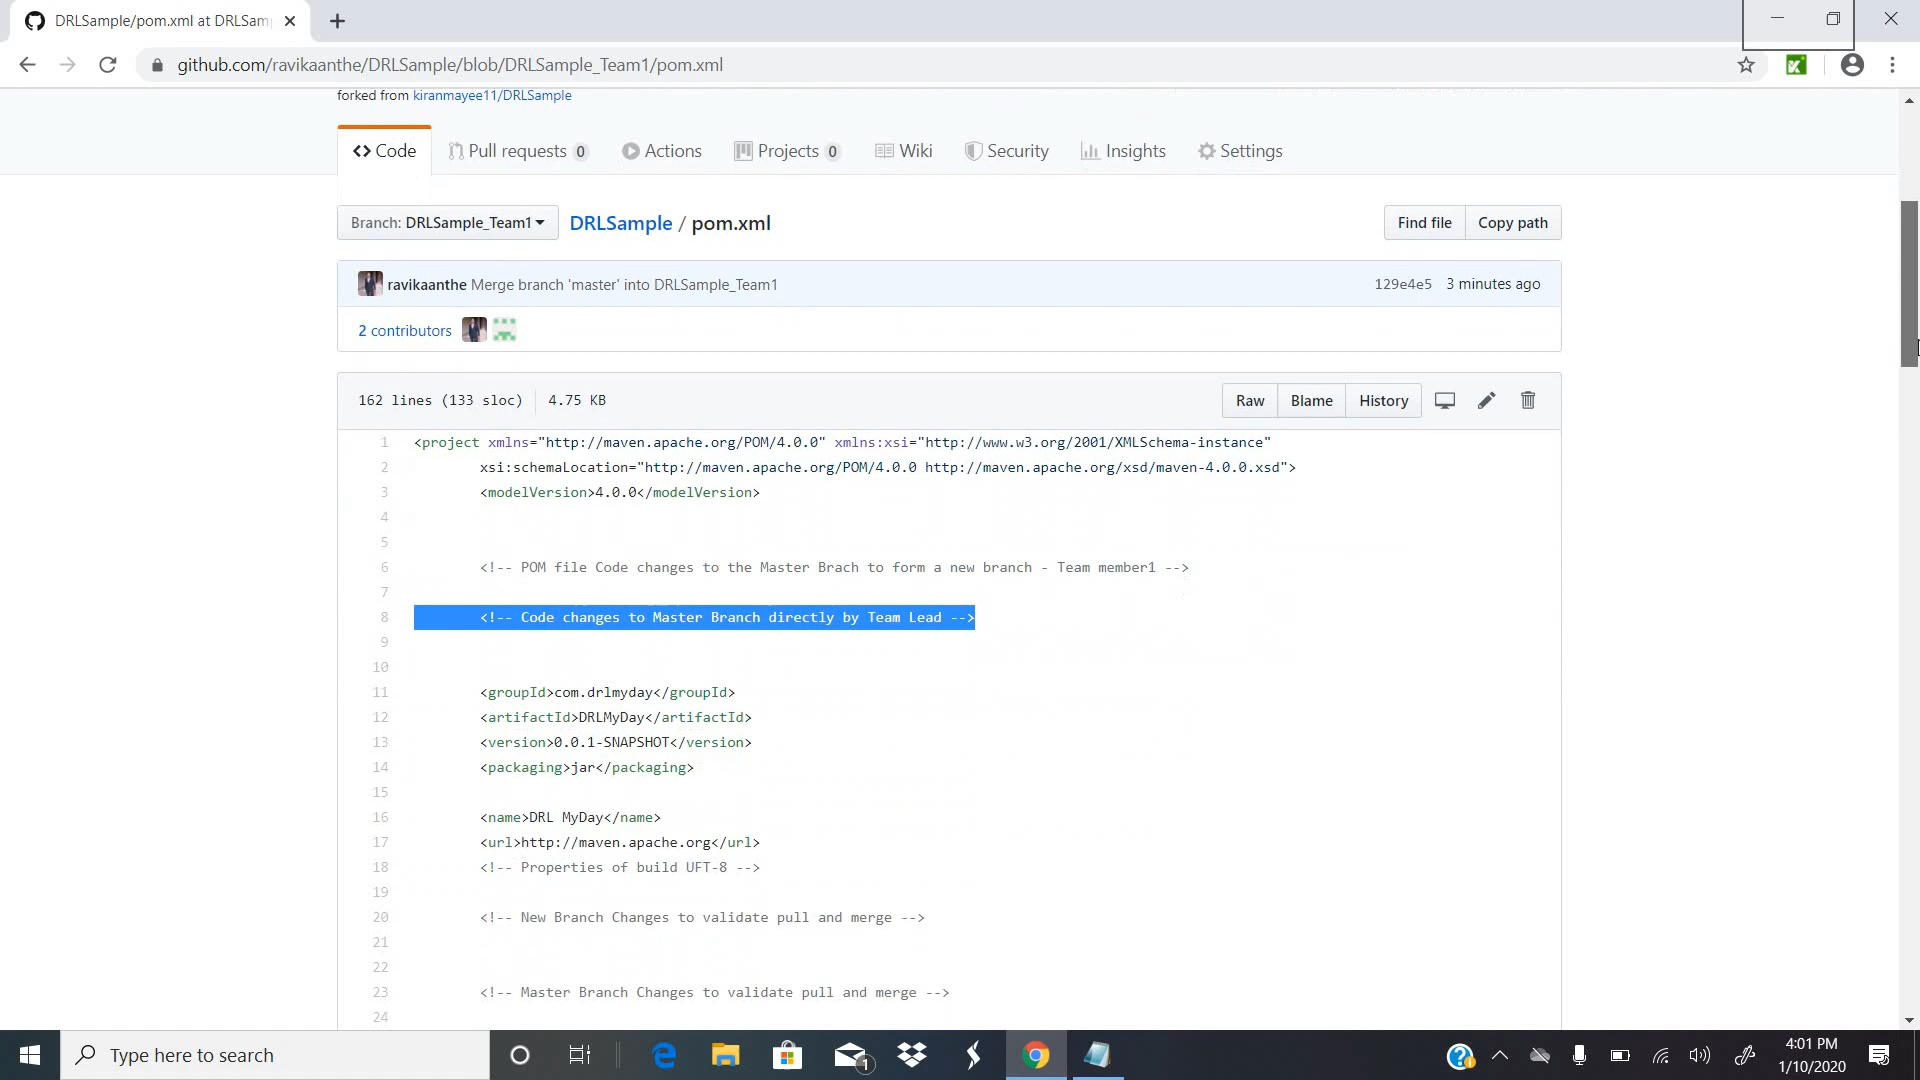 DRLSample/pom.xml at DRLSam
github.com/ravikaanthe/DRLSample/blob/DRLSample_Team1/pom.xml
forked from kiranmayee11/DRLSample
Code Pull requests 0 Actions Projects 0 Wiki Security Insights Settings
Branch: DRLSample_Team1 DRLSample / pom.xml Find file Copy path
ravikaanthe Merge branch 'master' into DRLSample_Team1 129e4e5 3 minutes ago
2 contributors
162 lines (133 sloc) 4.75 KB Raw Blame History
1 <project xmlns="http://maven.apache.org/POM/4.0.0" xmlns:xsi="http://www.w3.org/2001/XMLSchema-instance"
2 xsi:schemaLocation="http://maven.apache.org/POM/4.0.0 http://maven.apache.org/xsd/maven-4.0.0.xsd">
3 <modelVersion>4.0.0</modelVersion>
4
5
6 <!-- POM file Code changes to the Master Brach to form a new branch - Team member1 -->
7
8 <!-- Code changes to Master Branch directly by Team Lead -->
9
10
11 <groupId>com.drlmyday</groupId>
12 <artifactId>DRLMyDay</artifactId>
13 <version>0.0.1-SNAPSHOT</version>
14 <packaging>jar</packaging>
15
16 <name>DRL MyDay</name>
17 <url>http://maven.apache.org</url>
18 <!-- Properties of build UFT-8 -->
19
20 <!-- New Branch Changes to validate pull and merge -->
21
22
23 <!-- Master Branch Changes to validate pull and merge -->
24
Type here to search
1
4:01 PM
1/10/2020